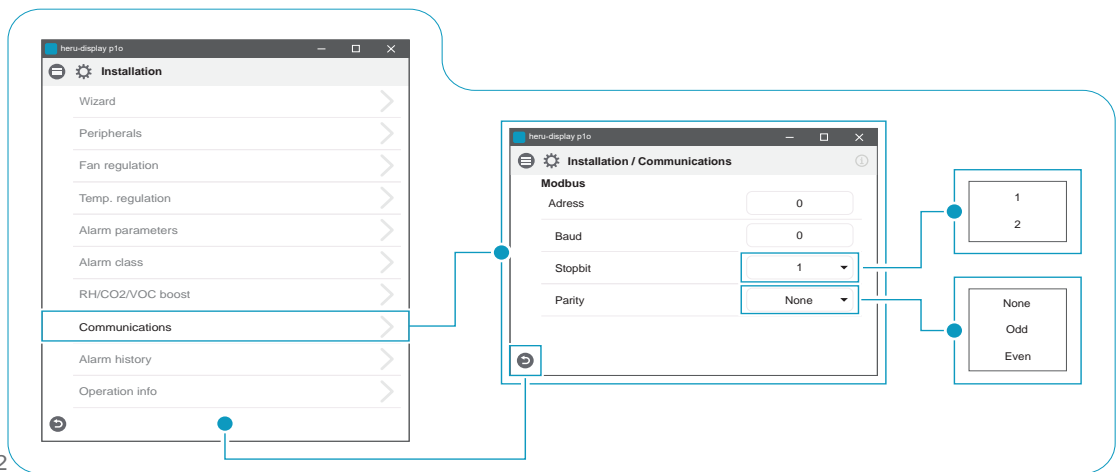 heru-display p1o
Installation
Wizard
Peripherals
Fan regulation
Temp. regulation
Alarm parameters
Alarm class
RH/CO2/VOC boost
Communications
Alarm history
Operation info
heru-display p1o
Installation / Communications
Modbus
Adress 0
Baud 0
Stopbit 1
Parity None
1
2
None
Odd
Even
2